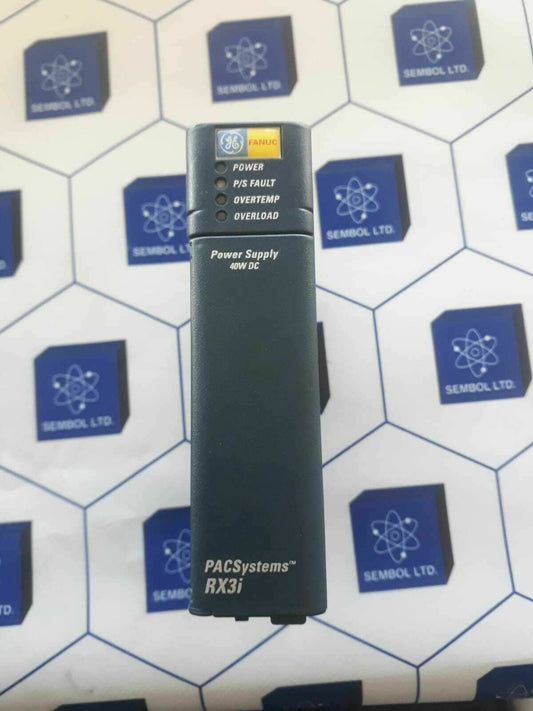 SEMBOL LTD.
SEMBOL LTD.
SEMBOL LTD.
GE FANUC
POWER
P/S FAULT
OVERTEMP
OVERLOAD
SEMBOL LTD.
SEMBOL LTD.
Power Supply
40W DC
SEMBOL LTD.
SEMBOL LTD.
PACSystems™
RX3i
SEMBOL LTD.
SEMBOL